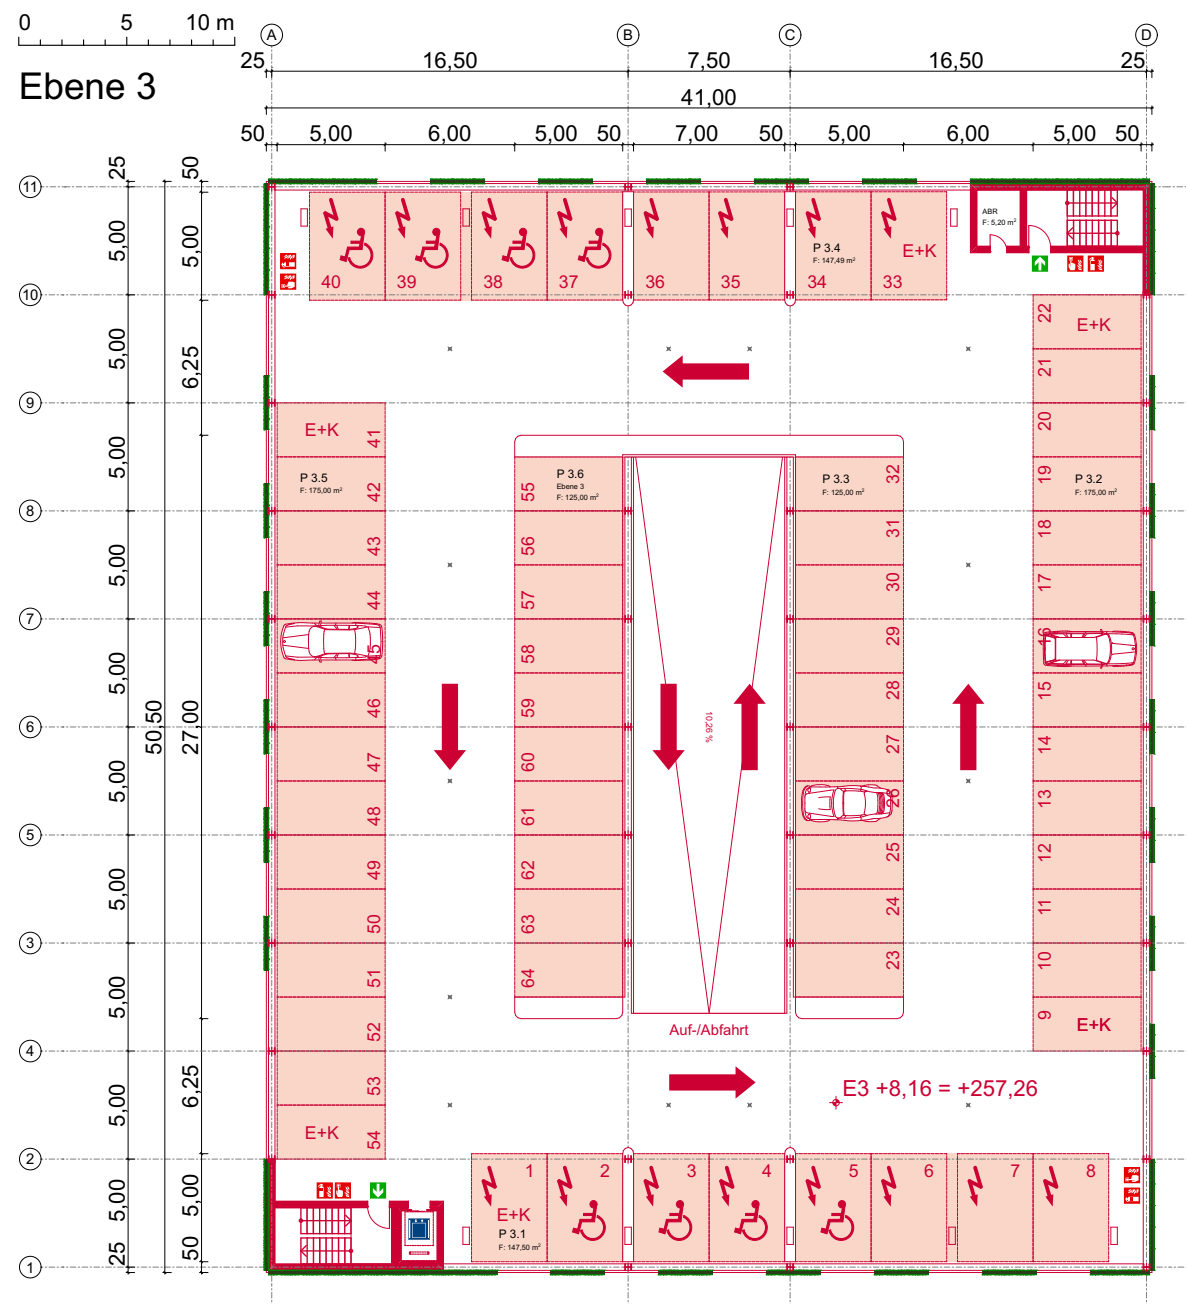 0 5 10 m
Ebene 3
A B C D
25 16,50 7,50 16,50 25
41,00
50 5,00 6,00 5,00 50 7,00 50 5,00 6,00 5,00 50
25 50
11
5,00 5,00
40 39 38 37 36 35 34 33
P 3.4
F: 147,49 m²
E+K
ABR
F: 5,20 m²
10
5,00 6,25
22 E+K
21
9
5,00
E+K 41
20
P 3.5
F: 175,00 m²
42
55
P 3.6
Ebene 3
F: 125,00 m²
P 3.3
F: 125,00 m²
32
19
P 3.2
F: 175,00 m²
8
5,00
43 56 31 18
44 57 30 17
7
5,00
45 58 29 16
46 59 28 15
50,50 27,00
10,26 %
6
5,00
47 60 27 14
48 61 26 13
5
5,00
49 62 25 12
50 63 24 11
3
5,00
51 64 23 10
52 9 E+K
Auf-/Abfahrt
4
5,00 6,25
53
E3 +8,16 = +257,26
E+K 54
2
5,00 5,00
1 2 3 4 5 6 7 8
E+K
P 3.1
F: 147,50 m²
25 50
1